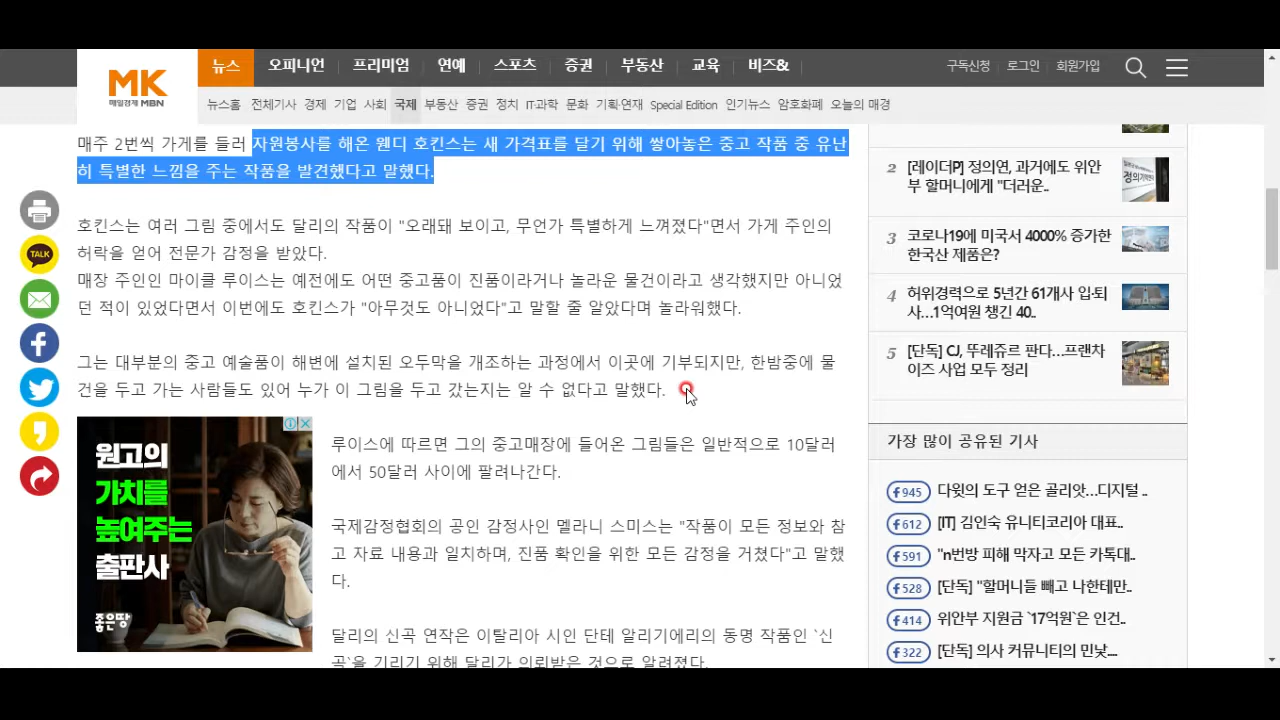 MK
매일경제 MBN
뉴스 오피니언 프리미엄 연예 스포츠 증권 부동산 교육 비즈&
구독신청 로그인 회원가입
뉴스홈 전체기사 경제 기업 사회 국제 부동산 증권 정치 IT·과학 문화 기획·연재 Special Edition 인기뉴스 암호화폐 오늘의 매경
매주 2번씩 가게를 들러 자원봉사를 해온 웬디 호킨스는 새 가격표를 달기 위해 쌓아놓은 중고 작품 중 유난
히 특별한 느낌을 주는 작품을 발견했다고 말했다.
호킨스는 여러 그림 중에서도 달리의 작품이 "오래돼 보이고, 무언가 특별하게 느껴졌다"면서 가게 주인의
허락을 얻어 전문가 감정을 받았다.
매장 주인인 마이클 루이스는 예전에도 어떤 중고품이 진품이라거나 놀라운 물건이라고 생각했지만 아니었
던 적이 있었다면서 이번에도 호킨스가 "아무것도 아니었다"고 말할 줄 알았다며 놀라워했다.
그는 대부분의 중고 예술품이 해변에 설치된 오두막을 개조하는 과정에서 이곳에 기부되지만, 한밤중에 물
건을 두고 가는 사람들도 있어 누가 이 그림을 두고 갔는지는 알 수 없다고 말했다.
TALK
원고의
가치를
높여주는
출판사
좋은땅
루이스에 따르면 그의 중고매장에 들어온 그림들은 일반적으로 10달러
에서 50달러 사이에 팔려나간다.
국제감정협회의 공인 감정사인 멜라니 스미스는 "작품이 모든 정보와 참
고 자료 내용과 일치하며, 진품 확인을 위한 모든 감정을 거쳤다"고 말했
다.
달리의 신곡 연작은 이탈리아 시인 단테 알리기에리의 동명 작품인 `신
곡`을 기리기 위해 달리가 의뢰받은 것으로 알려졌다.
2 [레이더P] 정의연, 과거에도 위안
부 할머니에게 "더러운..
3 코로나19에 미국서 4000% 증가한
한국산 제품은?
4 허위경력으로 5년간 61개사 입·퇴
사…1억여원 챙긴 40..
5 [단독] CJ, 뚜레쥬르 판다…프랜차
이즈 사업 모두 정리
가장 많이 공유된 기사
f 945 다윗의 도구 얻은 골리앗…디지털 ..
f 612 [IT] 김인숙 유니티코리아 대표..
f 591 "n번방 피해 막자고 모든 카톡대..
f 528 [단독] "할머니들 빼고 나한테만..
f 414 위안부 지원금 `17억원`은 인건..
f 322 [단독] 의사 커뮤니티의 민낯....